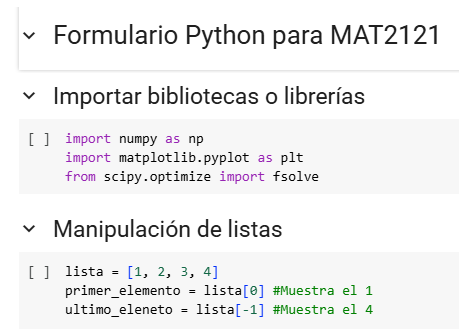 Formulario Python para MAT2121
Importar bibliotecas o librerías
[ ] import numpy as np
import matplotlib.pyplot as plt
from scipy.optimize import fsolve
Manipulación de listas
[ ] lista = [1, 2, 3, 4]
primer_elemento = lista[0] #Muestra el 1
ultimo_eleneto = lista[-1] #Muestra el 4